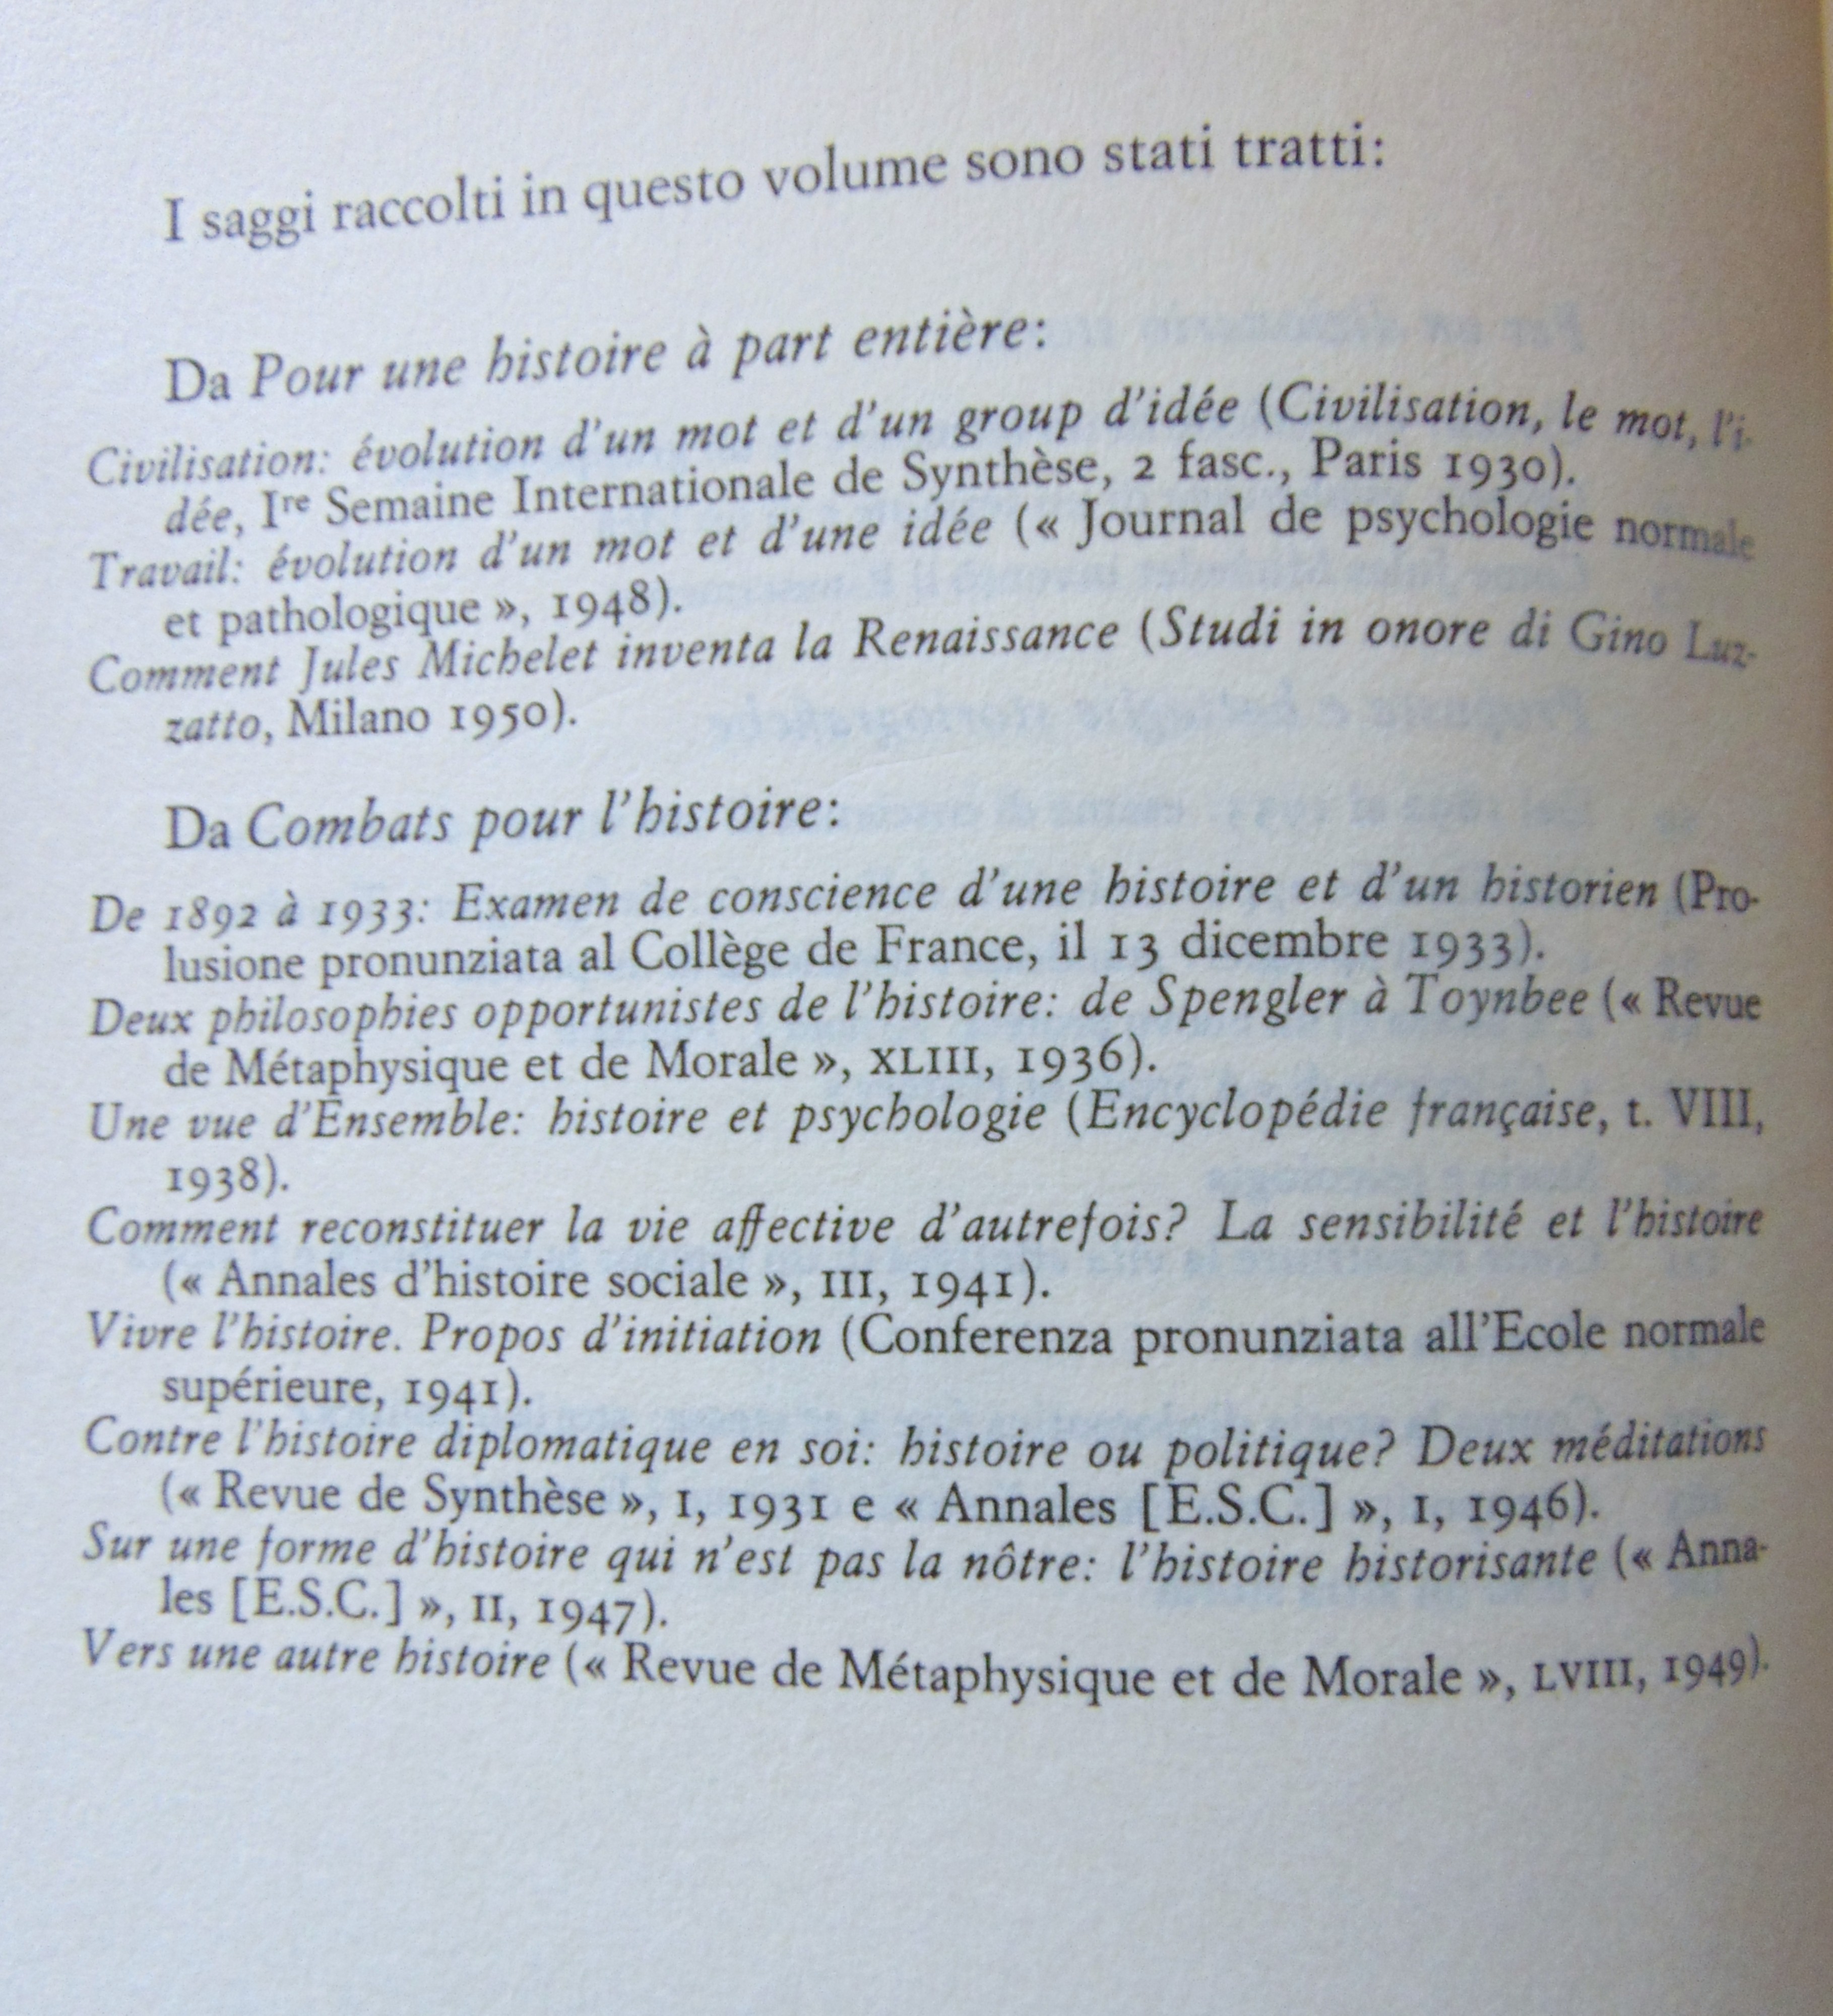 I saggi raccolti in questo volume sono stati tratti:
Da Pour une histoire à part entière:
Civilisation: évolution d'un mot et d'un group d'idée (Civilisation, le mot, l'i-
dée, Iʳᵉ Semaine Internationale de Synthèse, 2 fasc., Paris 1930).
Travail: évolution d'un mot et d'une idée (« Journal de psychologie normale
et pathologique », 1948).
Comment Jules Michelet inventa la Renaissance (Studi in onore di Gino Luz-
zatto, Milano 1950).
Da Combats pour l'histoire:
De 1892 à 1933: Examen de conscience d'une histoire et d'un historien (Pro-
lusione pronunziata al Collège de France, il 13 dicembre 1933).
Deux philosophies opportunistes de l'histoire: de Spengler à Toynbee (« Revue
de Métaphysique et de Morale », XLIII, 1936).
Une vue d'Ensemble: histoire et psychologie (Encyclopédie française, t. VIII,
1938).
Comment reconstituer la vie affective d'autrefois? La sensibilité et l'histoire
(« Annales d'histoire sociale », III, 1941).
Vivre l'histoire. Propos d'initiation (Conferenza pronunziata all'Ecole normale
supérieure, 1941).
Contre l'histoire diplomatique en soi: histoire ou politique? Deux méditations
(« Revue de Synthèse », I, 1931 e « Annales [E.S.C.] », I, 1946).
Sur une forme d'histoire qui n'est pas la nôtre: l'histoire historisante (« Anna-
les [E.S.C.] », II, 1947).
Vers une autre histoire (« Revue de Métaphysique et de Morale », LVIII, 1949).